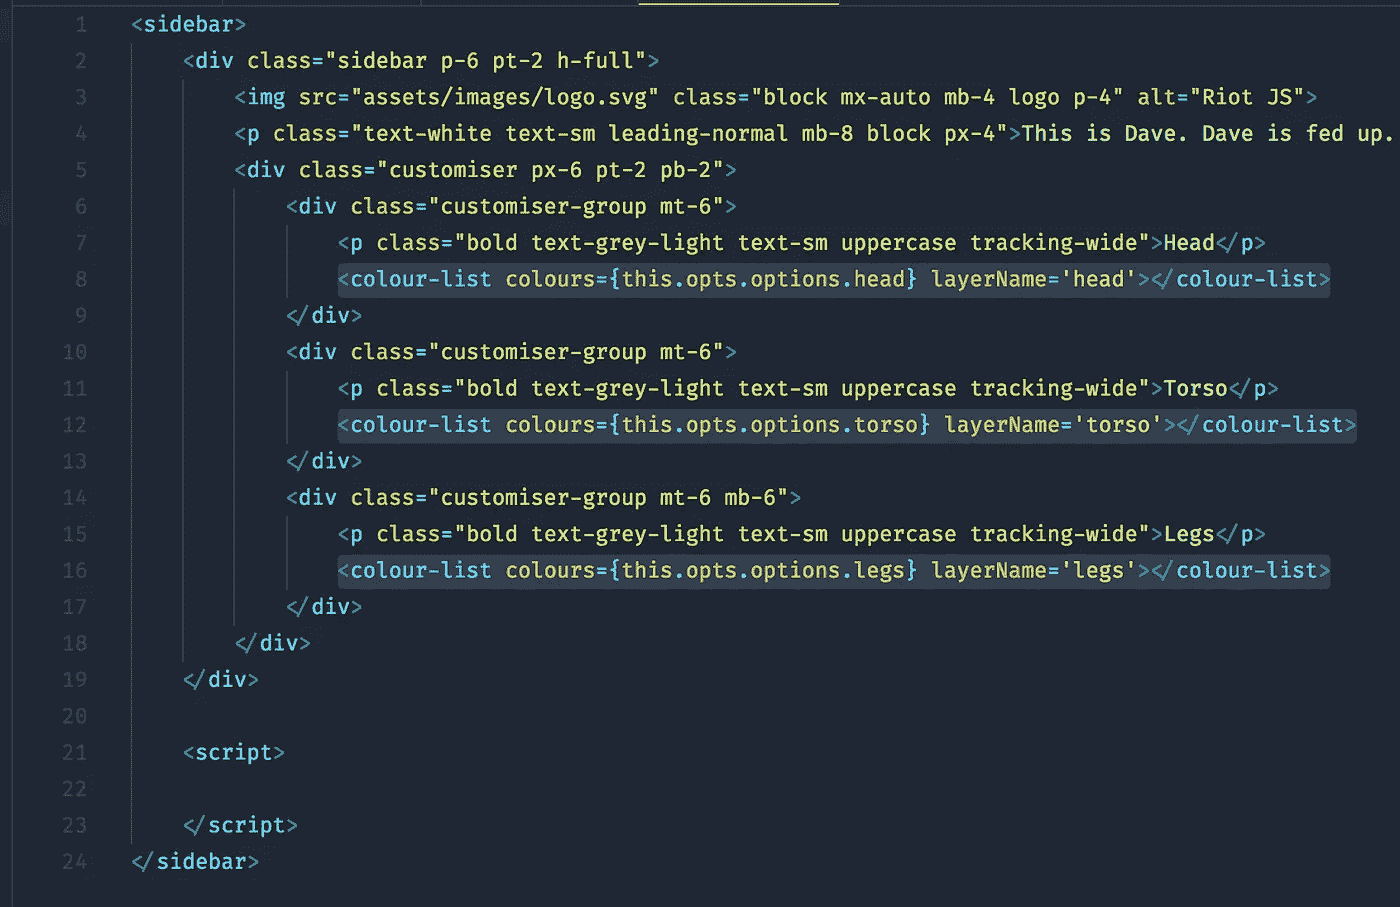 1 <sidebar>
2 <div class="sidebar p-6 pt-2 h-full">
3 <img src="assets/images/logo.svg" class="block mx-auto mb-4 logo p-4" alt="Riot JS">
4 <p class="text-white text-sm leading-normal mb-8 block px-4">This is Dave. Dave is fed up.
5 <div class="customiser px-6 pt-2 pb-2">
6 <div class="customiser-group mt-6">
7 <p class="bold text-grey-light text-sm uppercase tracking-wide">Head</p>
8 <colour-list colours={this.opts.options.head} layerName='head'></colour-list>
9 </div>
10 <div class="customiser-group mt-6">
11 <p class="bold text-grey-light text-sm uppercase tracking-wide">Torso</p>
12 <colour-list colours={this.opts.options.torso} layerName='torso'></colour-list>
13 </div>
14 <div class="customiser-group mt-6 mb-6">
15 <p class="bold text-grey-light text-sm uppercase tracking-wide">Legs</p>
16 <colour-list colours={this.opts.options.legs} layerName='legs'></colour-list>
17 </div>
18 </div>
19 </div>
20
21 <script>
22
23 </script>
24 </sidebar>